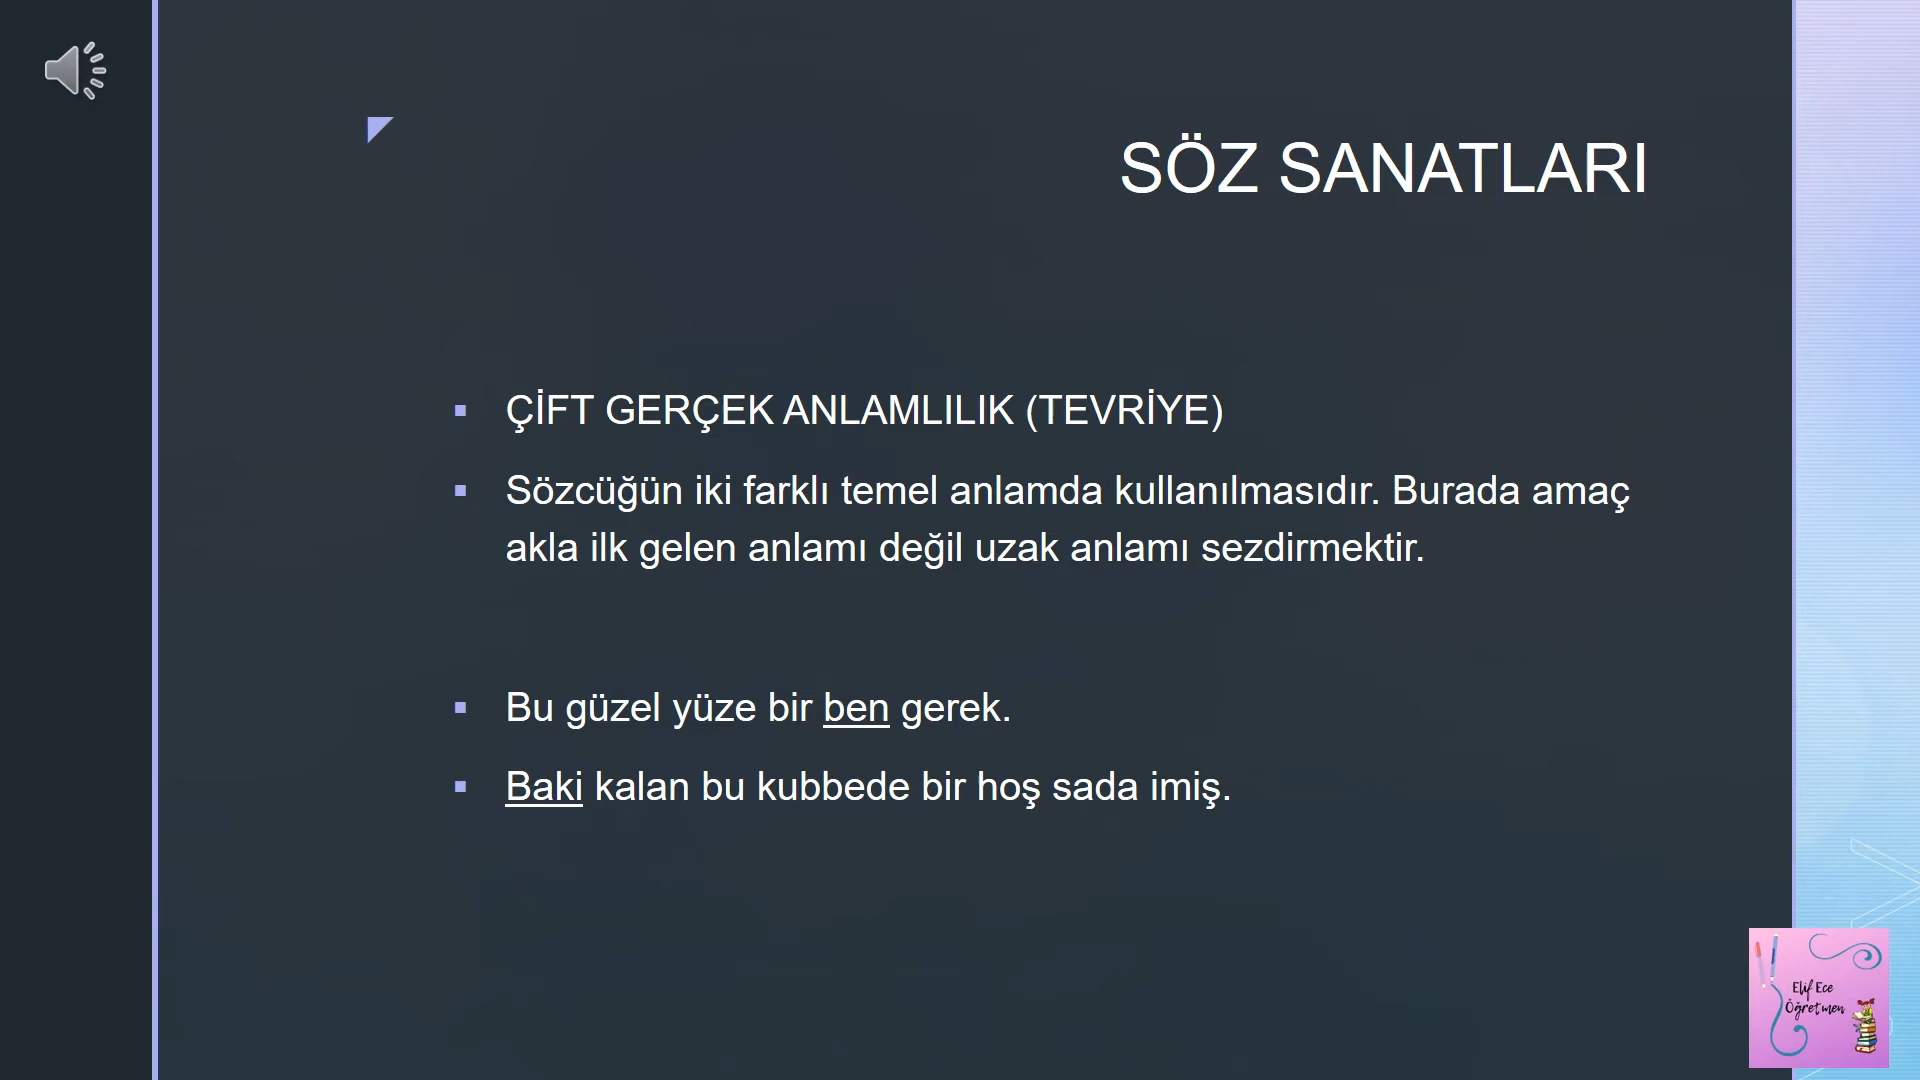 SÖZ SANATLARI
ÇİFT GERÇEK ANLAMLILIK (TEVRİYE)
Sözcüğün iki farklı temel anlamda kullanılmasıdır. Burada amaç
akla ilk gelen anlamı değil uzak anlamı sezdirmektir.
Bu güzel yüze bir ben gerek.
Baki kalan bu kubbede bir hoş sada imiş.
Elif Ece
Öğretmen